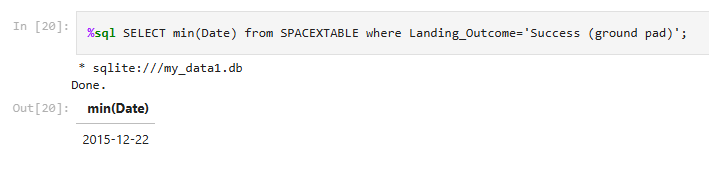 In [20]: %sql SELECT min(Date) from SPACEXTABLE where Landing_Outcome='Success (ground pad)';
* sqlite:///my_data1.db
Done.
Out[20]: min(Date)
2015-12-22